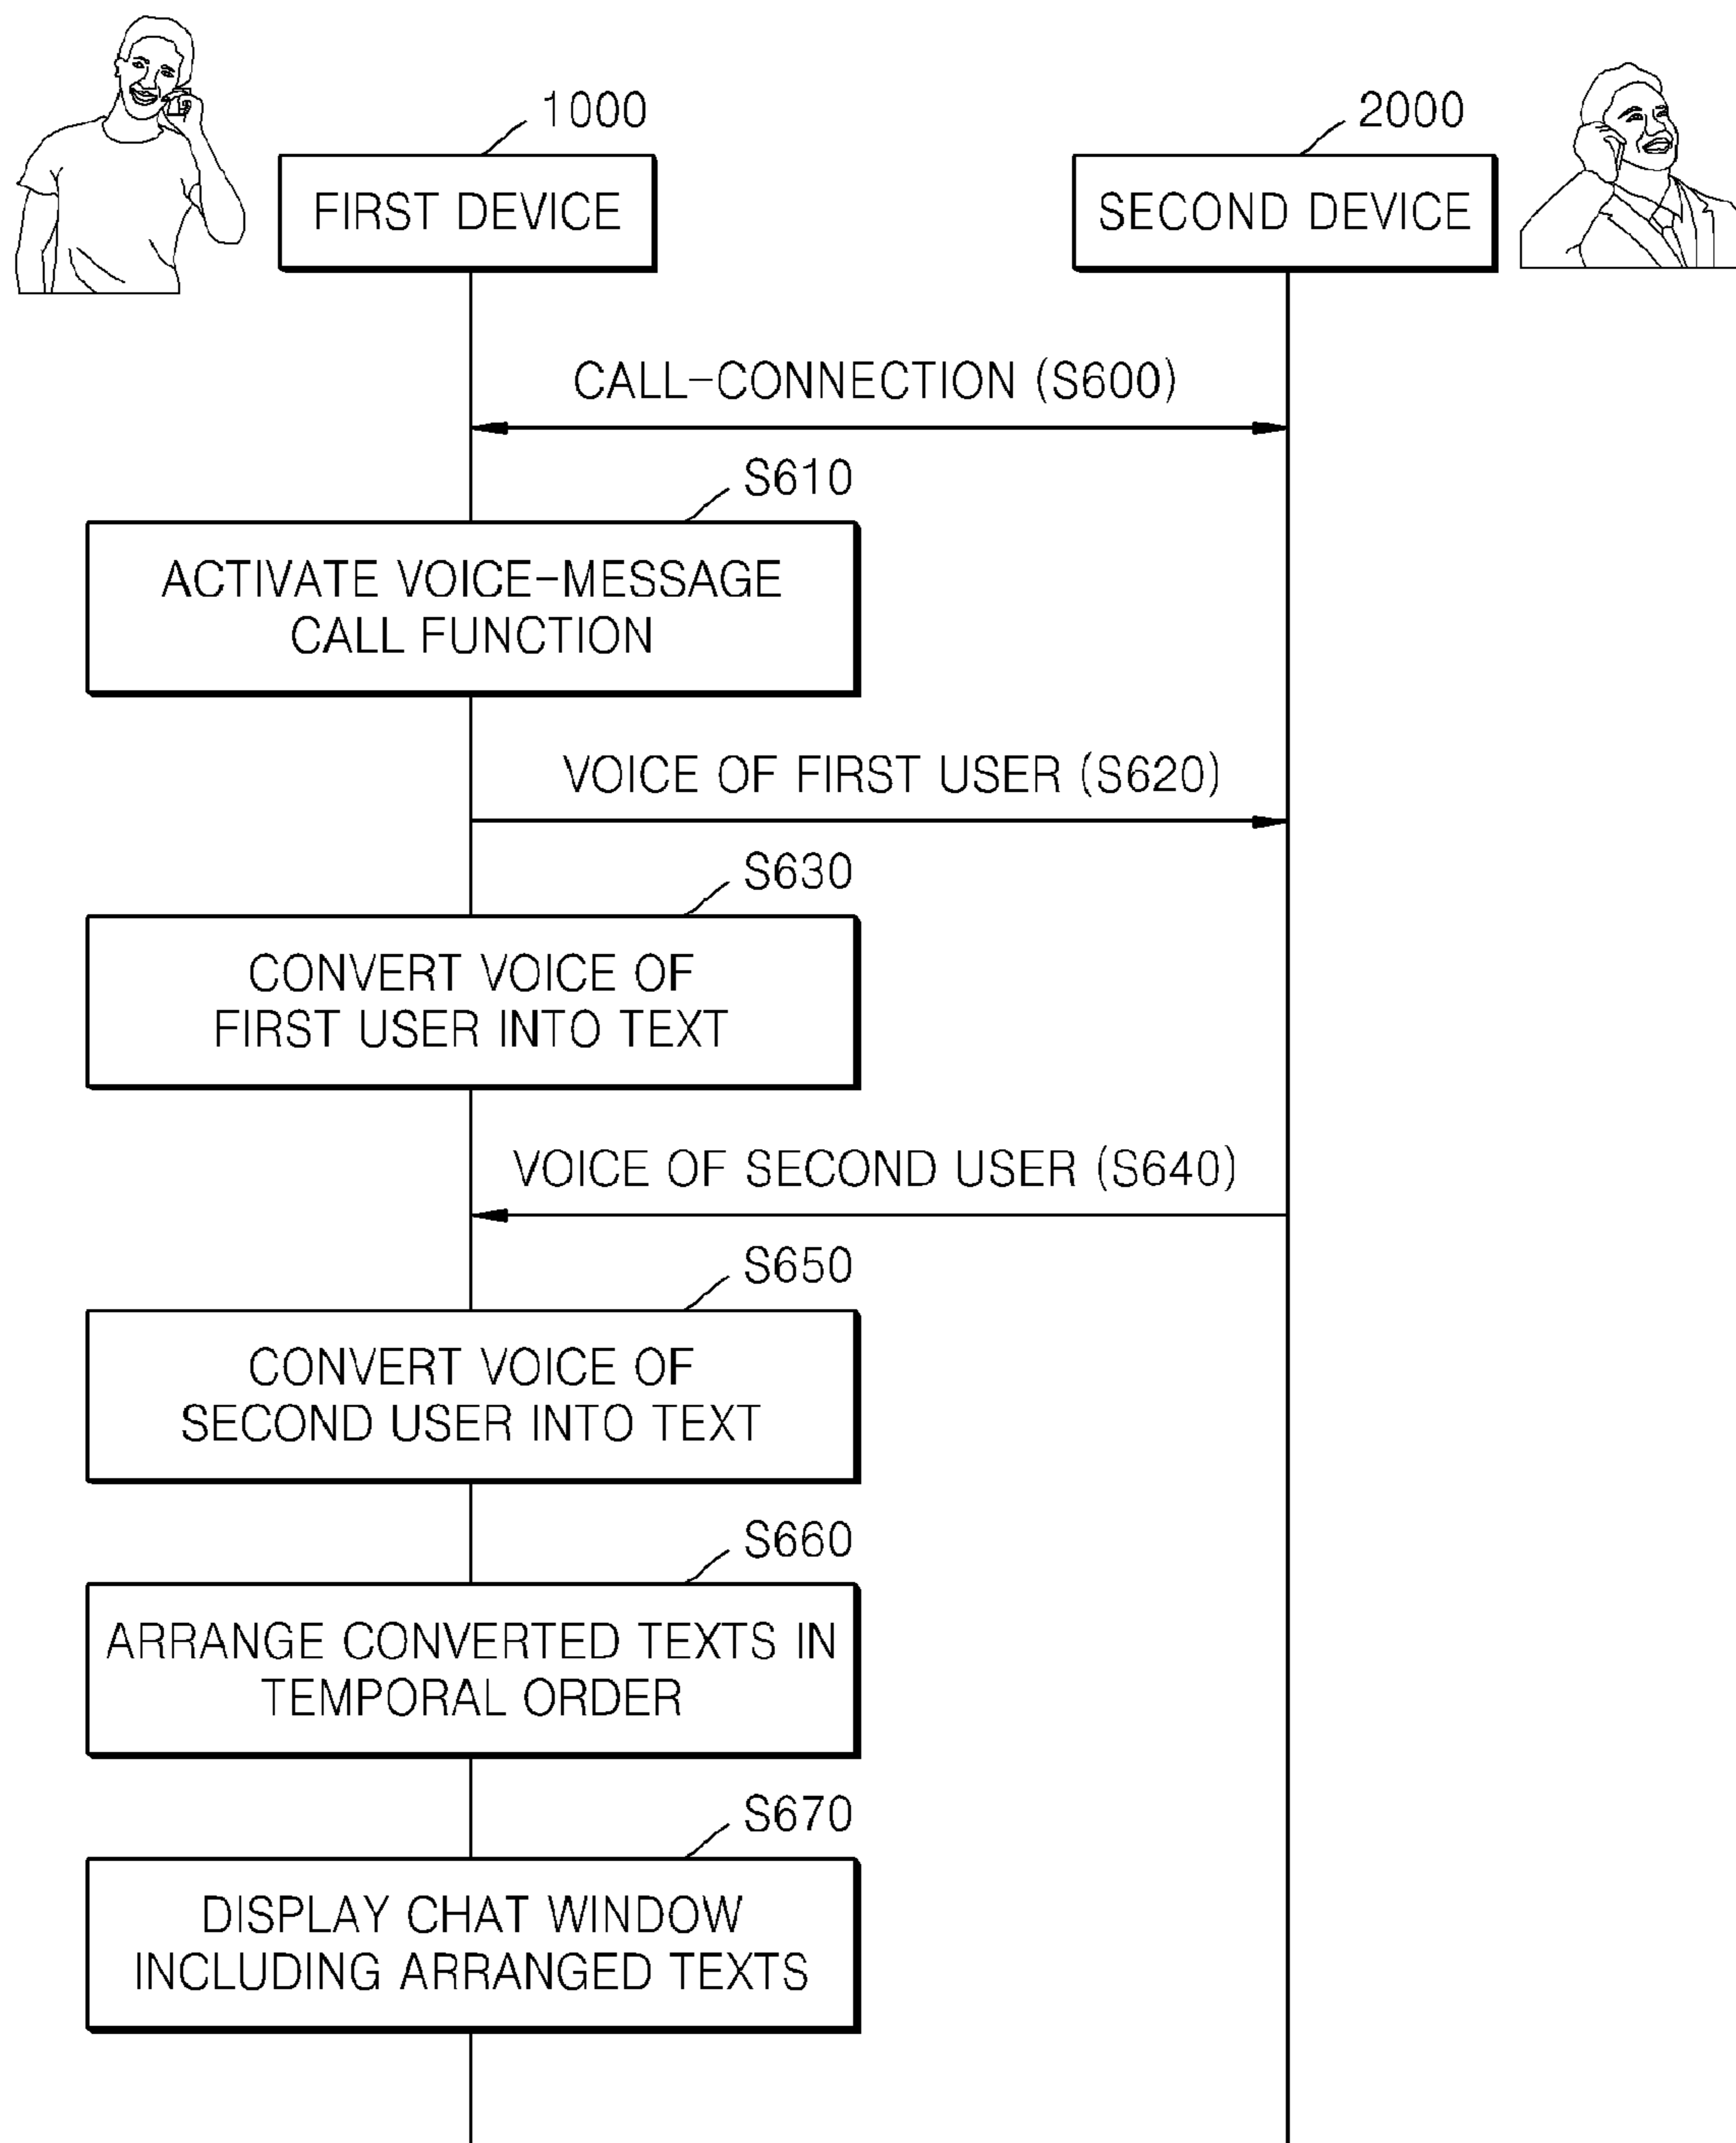 1000
2000
FIRST DEVICE
SECOND DEVICE
CALL-CONNECTION (S600)
S610
ACTIVATE VOICE-MESSAGE
CALL FUNCTION
VOICE OF FIRST USER (S620)
S630
CONVERT VOICE OF
FIRST USER INTO TEXT
VOICE OF SECOND USER (S640)
S650
CONVERT VOICE OF
SECOND USER INTO TEXT
S660
ARRANGE CONVERTED TEXTS IN
TEMPORAL ORDER
S670
DISPLAY CHAT WINDOW
INCLUDING ARRANGED TEXTS